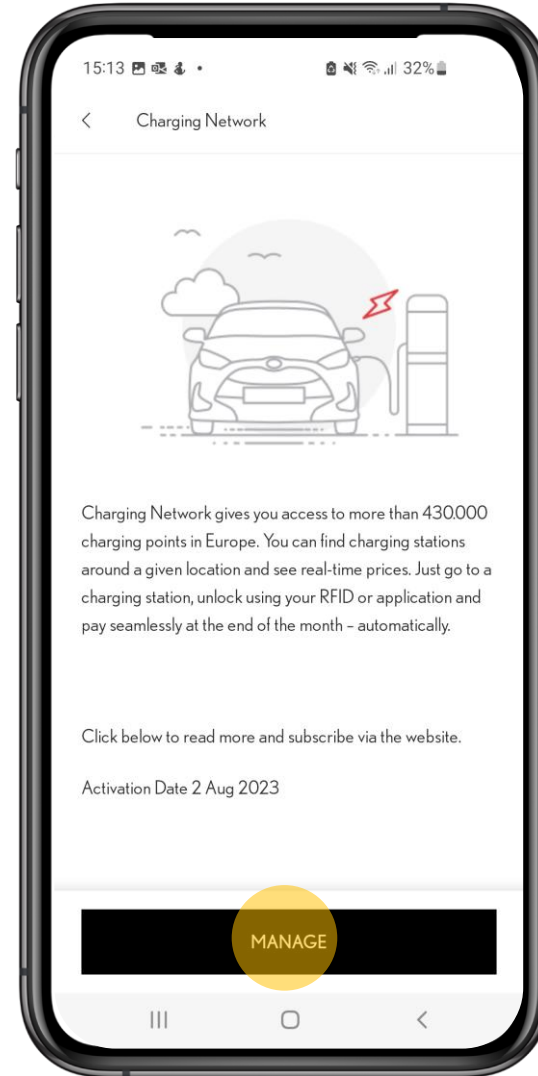 15:13
32%
Charging Network
Charging Network gives you access to more than 430.000
charging points in Europe. You can find charging stations
around a given location and see real-time prices. Just go to a
charging station, unlock using your RFID or application and
pay seamlessly at the end of the month – automatically.
Click below to read more and subscribe via the website.
Activation Date 2 Aug 2023
MANAGE